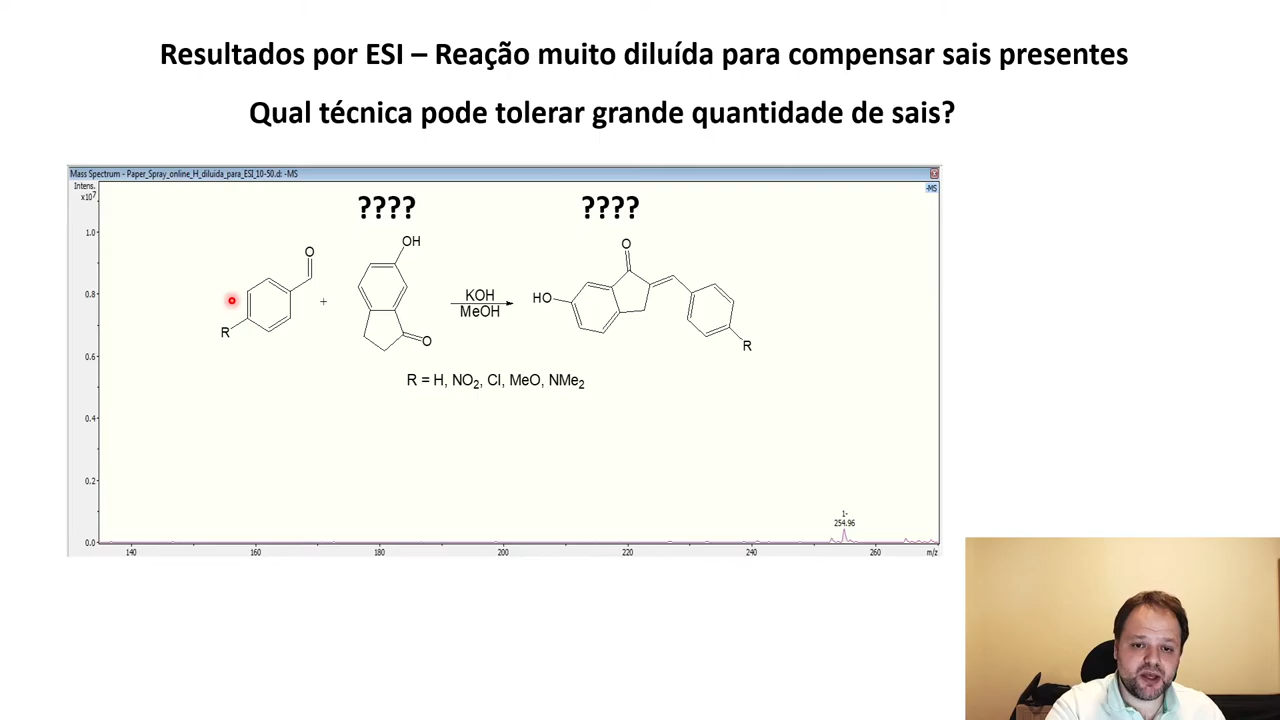 Resultados por ESI – Reação muito diluída para compensar sais presentes
Qual técnica pode tolerar grande quantidade de sais?
Mass Spectrum - Paper_Spray_online_H_diluida_para_ESI_10-50.d: -MS
Intens.
x10⁷
-MS
???? ????
1.0
0.8
0.6
0.4
0.2
0.0
O
R
+
OH
O
KOH
MeOH
O
HO
R
R = H, NO₂, Cl, MeO, NMe₂
1-
254.96
140 160 180 200 220 240 260 m/z